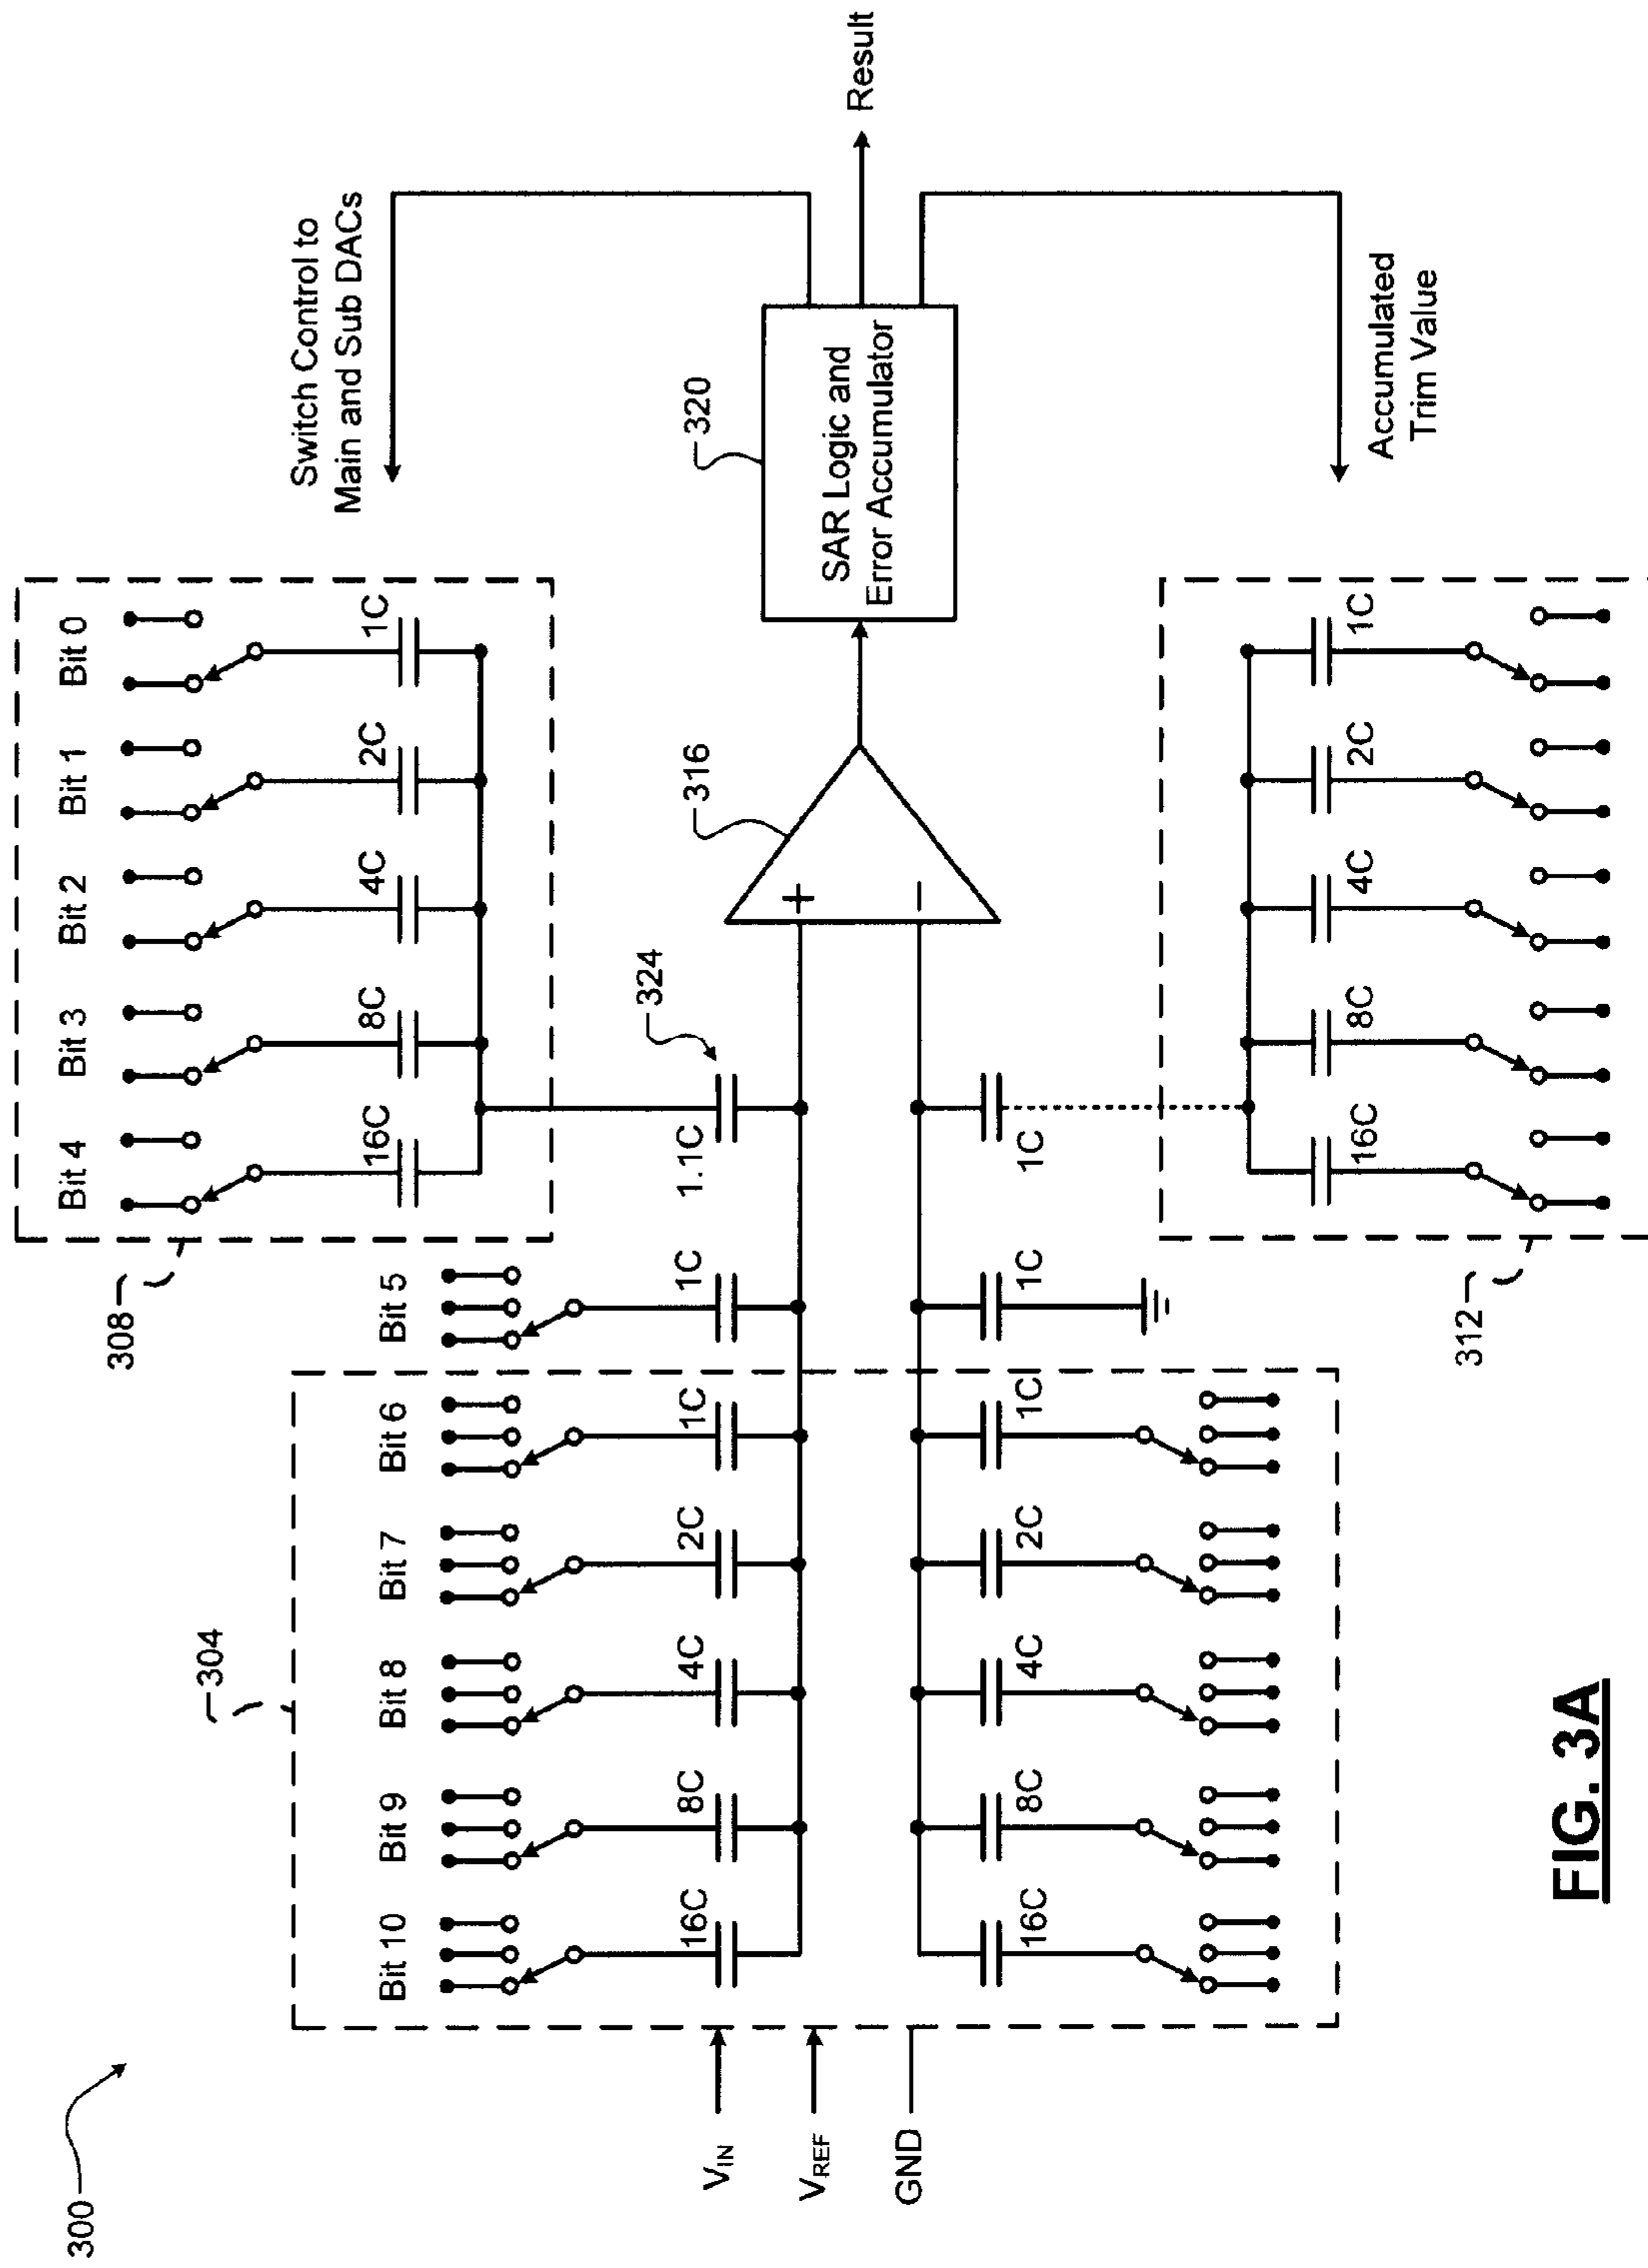 300
V_IN
V_REF
GND
304
Bit 10
Bit 9
Bit 8
Bit 7
Bit 6
Bit 5
16C
8C
4C
2C
1C
1C
16C
8C
4C
2C
1C
1C
308
Bit 4
Bit 3
Bit 2
Bit 1
Bit 0
16C
8C
4C
2C
1C
1.1C
324
1C
312
16C
8C
4C
2C
1C
+
−
316
320
SAR Logic and
Error Accumulator
Switch Control to
Main and Sub DACs
Result
Accumulated
Trim Value
FIG. 3A